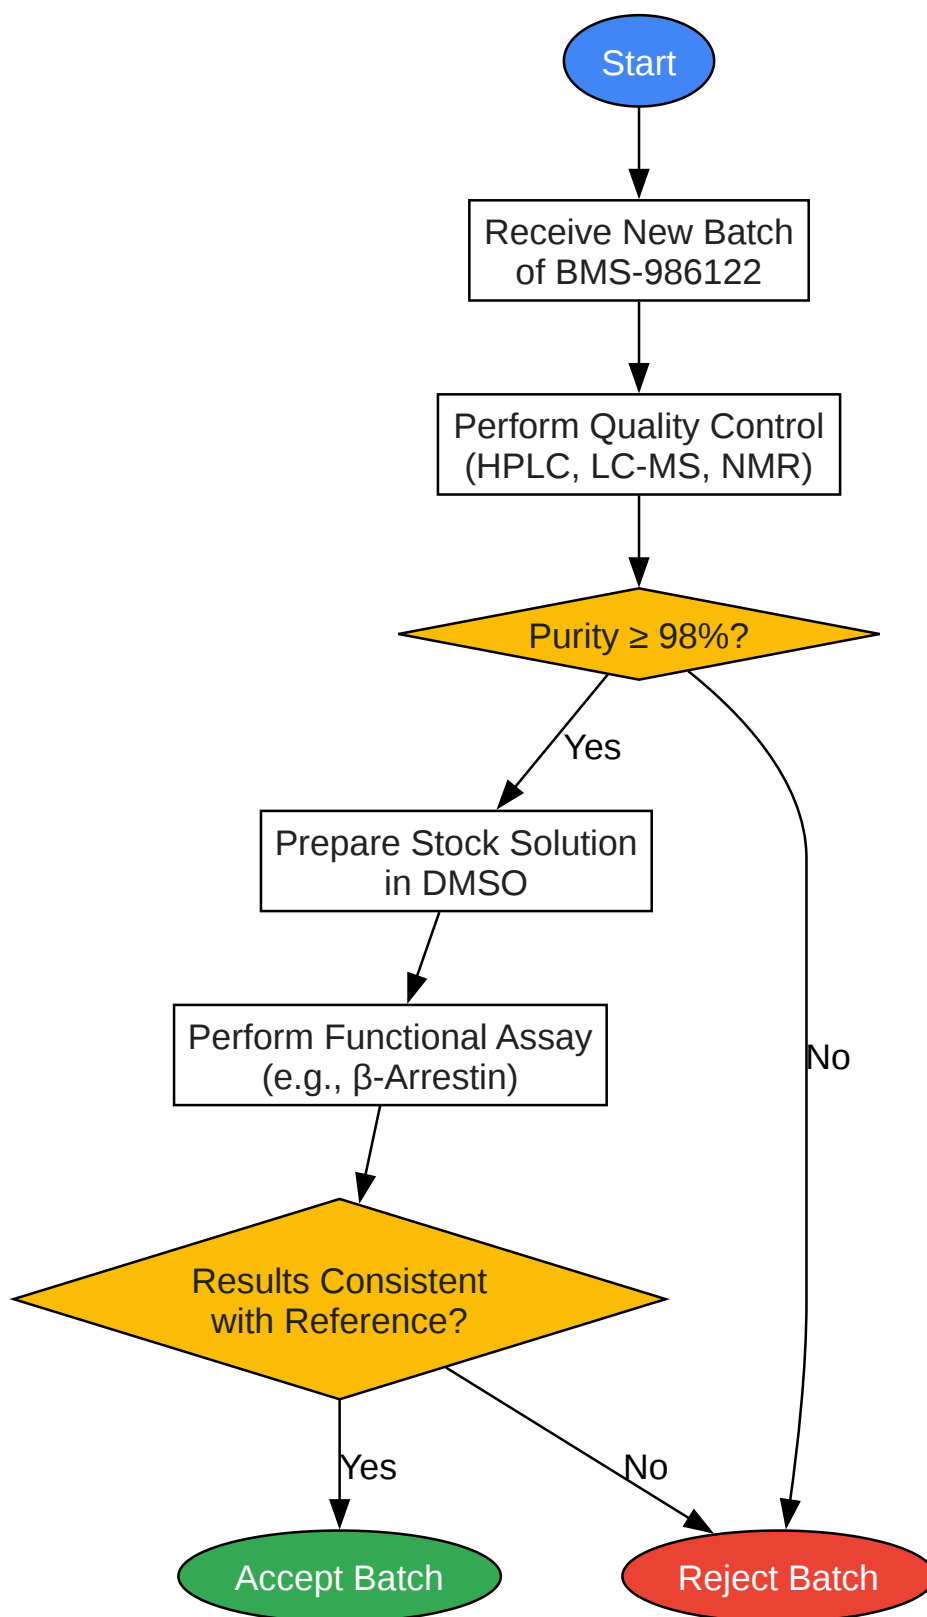 Start
Receive New Batch
of BMS-986122
Perform Quality Control
(HPLC, LC-MS, NMR)
Purity ≥ 98%?
Yes
Prepare Stock Solution
in DMSO
Perform Functional Assay
(e.g., β-Arrestin)
No
Results Consistent
with Reference?
Yes
No
Accept Batch
Reject Batch